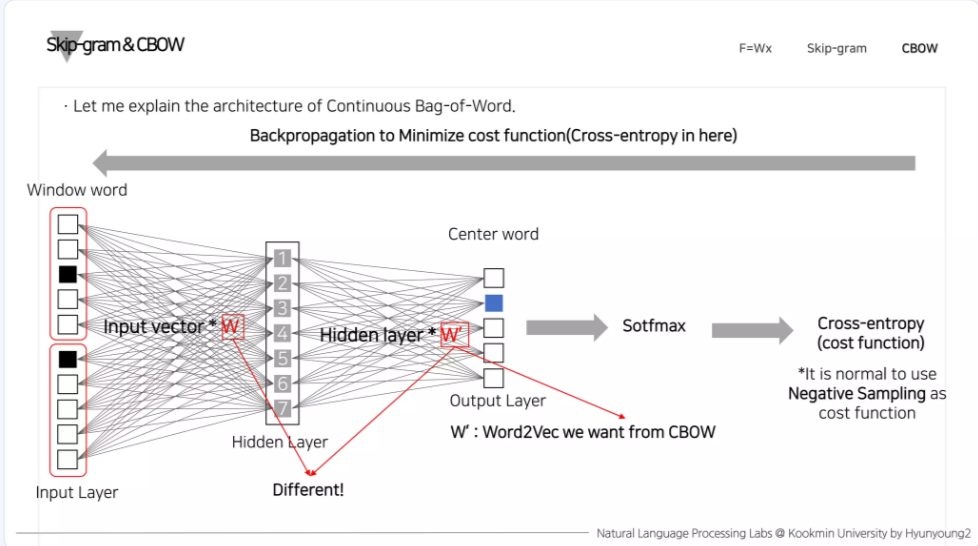 Skip-gram & CBOW
F=Wx Skip-gram CBOW
· Let me explain the architecture of Continuous Bag-of-Word.
Backpropagation to Minimize cost function(Cross-entropy in here)
Window word
Center word
1
2
3
4
5
6
7
Input vector * W
Hidden layer * W'
Sotfmax
Cross-entropy
(cost function)
*It is normal to use
Negative Sampling as
cost function
Output Layer
Hidden Layer
W' : Word2Vec we want from CBOW
Input Layer
Different!
Natural Language Processing Labs @ Kookmin University by Hyunyoung2